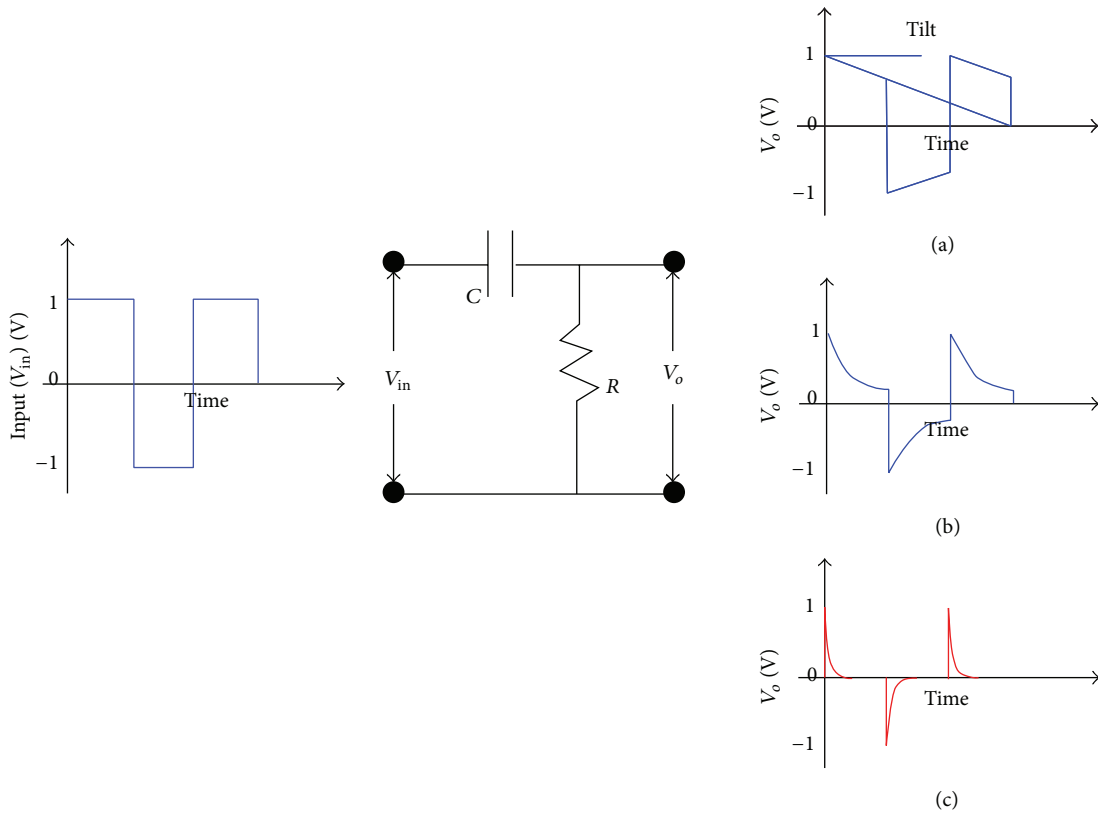 Input (V_in) (V)
1
0
−1
Time
C
R
V_in
V_o
V_o (V)
1
0
−1
Tilt
Time
(a)
V_o (V)
1
0
−1
Time
(b)
V_o (V)
1
0
−1
Time
(c)